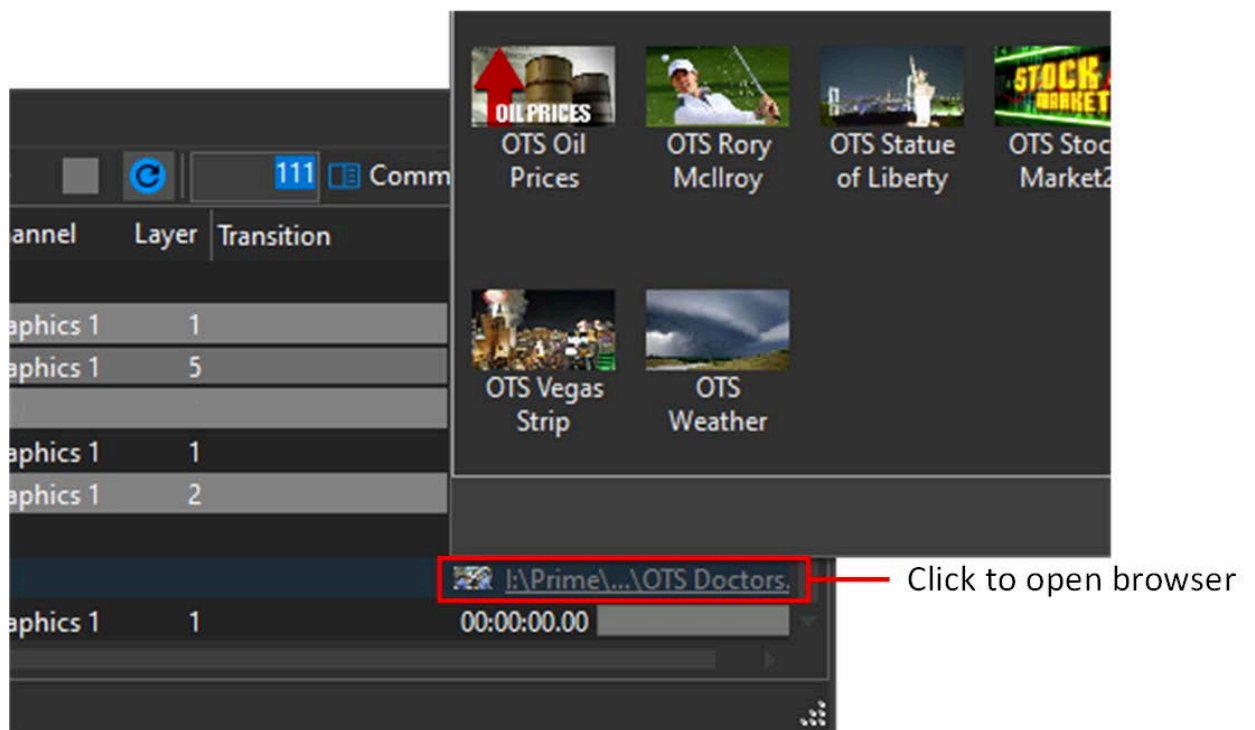 OIL PRICES
STOCK
MARKET
OTS Oil
Prices
OTS Rory
McIlroy
OTS Statue
of Liberty
OTS Stoc
Market2
111
Comm
annel
Layer
Transition
aphics 1
1
aphics 1
5
OTS Vegas
Strip
OTS
Weather
aphics 1
1
aphics 1
2
I:\Prime\...\OTS Doctors.
Click to open browser
aphics 1
1
00:00:00.00